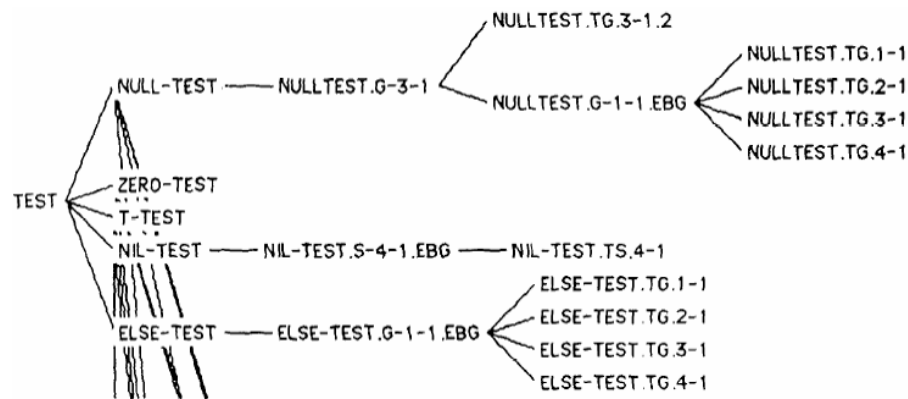 NULLTEST.TG.3-1.2
NULLTEST.TG.1-1
NULL-TEST NULLTEST.G-3-1
NULLTEST.TG.2-1
NULLTEST.G-1-1.EBG
NULLTEST.TG.3-1
NULLTEST.TG.4-1
ZERO-TEST
TEST
T-TEST
NIL-TEST NIL-TEST.S-4-1.EBG NIL-TEST.TS.4-1
ELSE-TEST.TG.1-1
ELSE-TEST.TG.2-1
ELSE-TEST ELSE-TEST.G-1-1.EBG
ELSE-TEST.TG.3-1
ELSE-TEST.TG.4-1